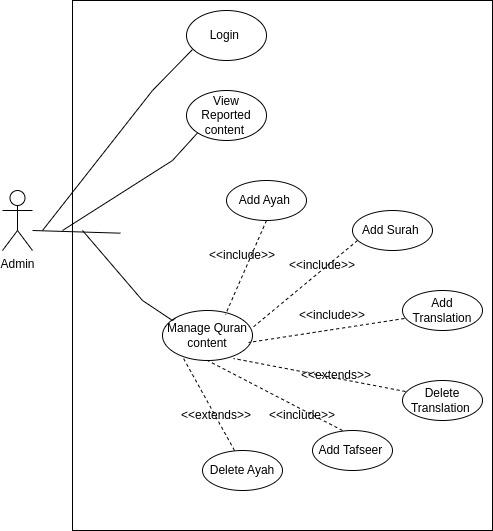 Login
View
Reported
content
Add Ayah
Add Surah
<<include>>
<<include>>
Admin
Add
Translation
<<include>>
Manage Quran
content
<<extends>>
Delete
Translation
<<extends>>
<<include>>
Add Tafseer
Delete Ayah